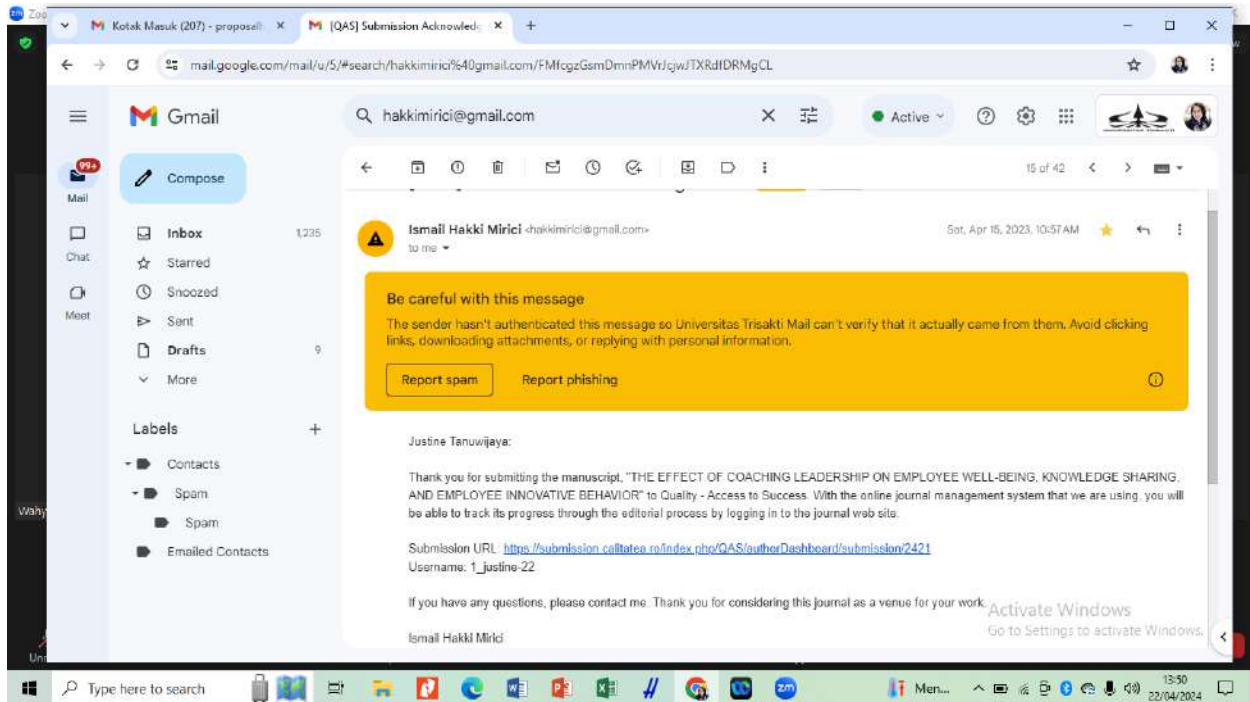 Zoo
Kotak Masuk (207) - proposalt
[QAS] Submission Acknowledg
mail.google.com/mail/u/5/#search/hakkimirici%40gmail.com/FMfcgzGsmDmnPMVrJcjwJTXRdfDRMgCL
Gmail
hakkimirici@gmail.com
Active
99+
Mail
Compose
15 of 42
Chat
Meet
Inbox 1,235
Starred
Snoozed
Sent
Drafts 9
More
Labels
Contacts
Spam
Spam
Emailed Contacts
Ismail Hakki Mirici <hakkimirici@gmail.com>
Sat, Apr 15, 2023, 10:57 AM
to me
Be careful with this message
The sender hasn't authenticated this message so Universitas Trisakti Mail can't verify that it actually came from them. Avoid clicking
links, downloading attachments, or replying with personal information.
Report spam
Report phishing
Justine Tanuwijaya:
Thank you for submitting the manuscript, "THE EFFECT OF COACHING LEADERSHIP ON EMPLOYEE WELL-BEING, KNOWLEDGE SHARING,
AND EMPLOYEE INNOVATIVE BEHAVIOR" to Quality - Access to Success. With the online journal management system that we are using, you will
be able to track its progress through the editorial process by logging in to the journal web site:
Submission URL: https://submission.calitatea.ro/index.php/QAS/authorDashboard/submission/2421
Username: 1_justine-22
If you have any questions, please contact me. Thank you for considering this journal as a venue for your work.
Ismail Hakki Mirici
Activate Windows
Go to Settings to activate Windows.
Wahy
Un
Type here to search
Men...
13:50
22/04/2024